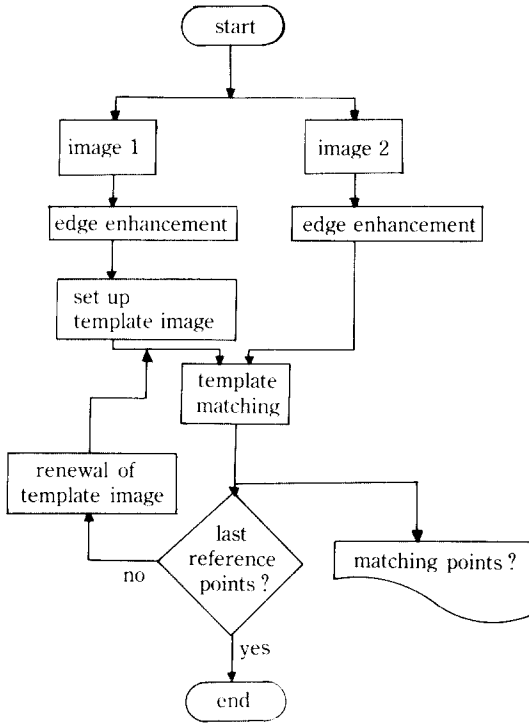 start
image 1
image 2
edge enhancement
edge enhancement
set up
template image
template
matching
renewal of
template image
last
reference
points ?
no
matching points ?
yes
end